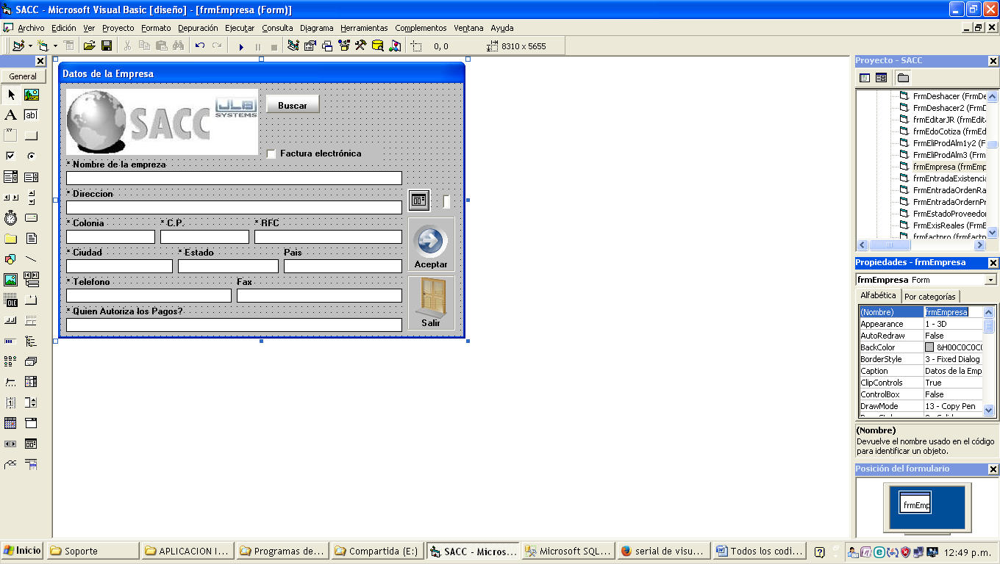 SACC - Microsoft Visual Basic [diseño] - [frmEmpresa (Form)]
Archivo Edición Ver Proyecto Formato Depuración Ejecutar Consulta Diagrama Herramientas Complementos Ventana Ayuda
0, 0
8310 x 5655
General
A
ab|
xv
OLE
Datos de la Empresa
SACC
JLB
SYSTEMS
Buscar
Factura electrónica
* Nombre de la empreza
* Direccion
* Colonia
* C.P.
* RFC
* Ciudad
* Estado
Pais
* Telefono
Fax
* Quien Autoriza los Pagos?
Aceptar
Salir
Proyecto - SACC
FrmDeshacer (FrmDe
FrmDeshacer2 (FrmD
frmEditarJR (frmEdit
frmEdoCotiza (frmEd
FrmEliProdAlm1y2 (F
FrmEliProdAlm3 (Frm
frmEmpresa (frmEmp
frmEntradaExistencia
FrmEntradaOrdenRa
FrmEntradaOrdernPr
FrmEstadoProveedor
FrmExisReales (FrmE
frmfactpro (frmfactp
Propiedades - frmEmpresa
frmEmpresa Form
Alfabética
Por categorías
(Nombre) frmEmpresa
Appearance 1 - 3D
AutoRedraw False
BackColor &H00C0C0C0
BorderStyle 3 - Fixed Dialog
Caption Datos de la Emp
ClipControls True
ControlBox False
DrawMode 13 - Copy Pen
(Nombre)
Devuelve el nombre usado en el código
para identificar un objeto.
Posición del formulario
frmEmp
Inicio
Soporte
APLICACION I...
Programas de...
Compartida (E:)
SACC - Micros...
Microsoft SQL...
serial de visu...
Todos los codi...
12:49 p.m.